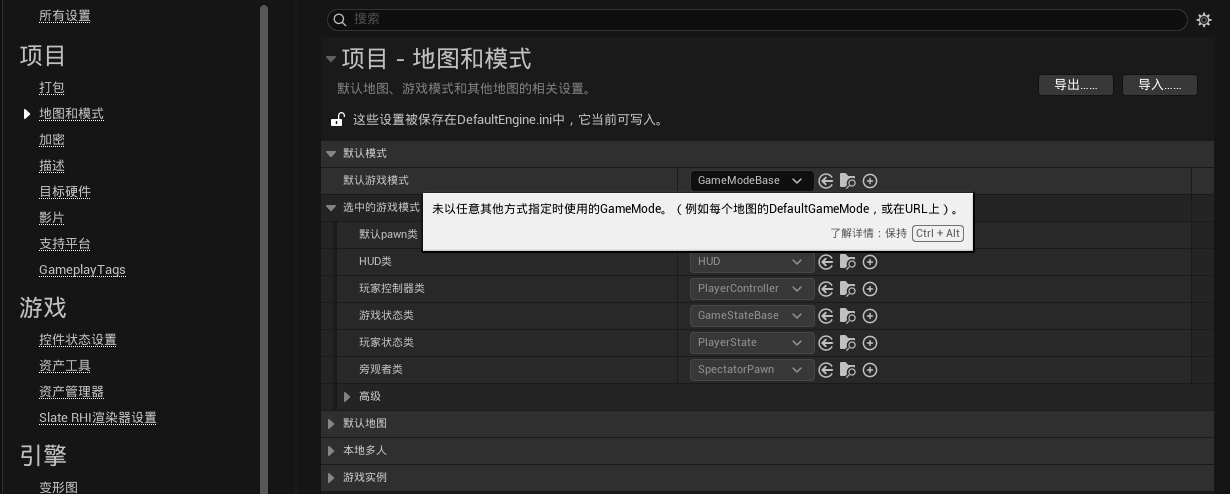 所有设置
项目
打包
地图和模式
加密
描述
目标硬件
影片
支持平台
GameplayTags
游戏
控件状态设置
资产工具
资产管理器
Slate RHI渲染器设置
引擎
变形图
搜索
项目 - 地图和模式
默认地图、游戏模式和其他地图的相关设置。
导出......
导入......
这些设置被保存在DefaultEngine.ini中，它当前可写入。
默认模式
默认游戏模式
GameModeBase
选中的游戏模式
未以任意其他方式指定时使用的GameMode。（例如每个地图的DefaultGameMode，或在URL上）。
了解详情：保持 Ctrl + Alt
默认pawn类
HUD类
HUD
玩家控制器类
PlayerController
游戏状态类
GameStateBase
玩家状态类
PlayerState
旁观者类
SpectatorPawn
高级
默认地图
本地多人
游戏实例